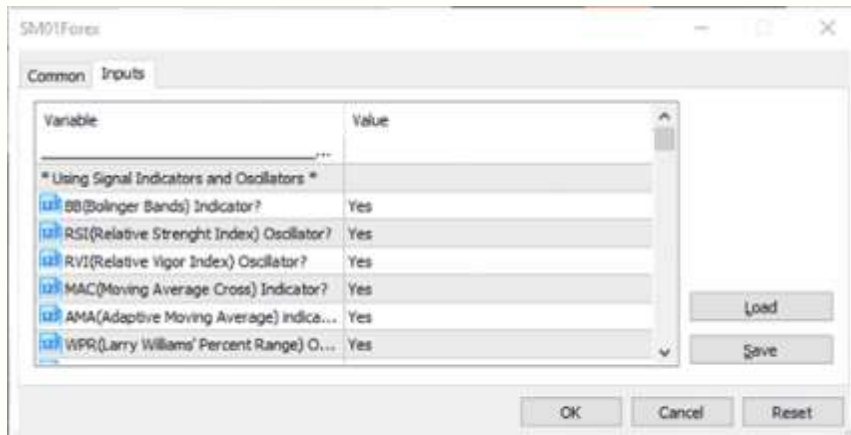 SM01Forex
Common Inputs
Variable Value
...
* Using Signal Indicators and Oscillators *
BB(Bolinger Bands) Indicator? Yes
RSI(Relative Strenght Index) Oscillator? Yes
RVI(Relative Vigor Index) Oscillator? Yes
MAC(Moving Average Cross) Indicator? Yes
AMA(Adaptive Moving Average) indica... Yes
WPR(Larry Williams' Percent Range) O... Yes
Load
Save
OK Cancel Reset